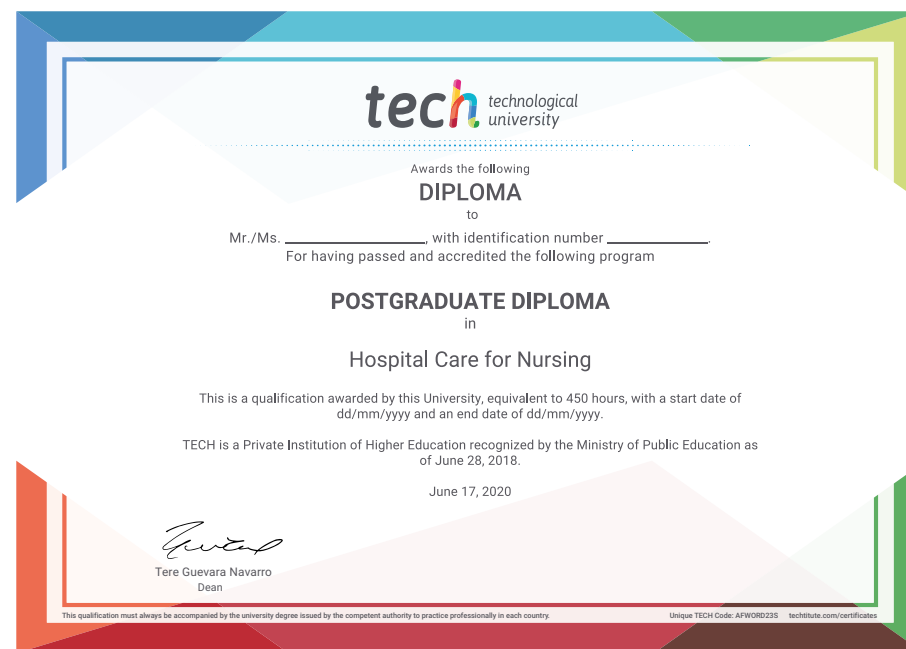 tech technological
university
Awards the following
DIPLOMA
to
Mr./Ms. ____________________, with identification number ______________.
For having passed and accredited the following program
POSTGRADUATE DIPLOMA
in
Hospital Care for Nursing
This is a qualification awarded by this University, equivalent to 450 hours, with a start date of
dd/mm/yyyy and an end date of dd/mm/yyyy.
TECH is a Private Institution of Higher Education recognized by the Ministry of Public Education as
of June 28, 2018.
June 17, 2020
Tere Guevara Navarro
Dean
This qualification must always be accompanied by the university degree issued by the competent authority to practice professionally in each country. Unique TECH Code: AFWORD23S techtitute.com/certificates